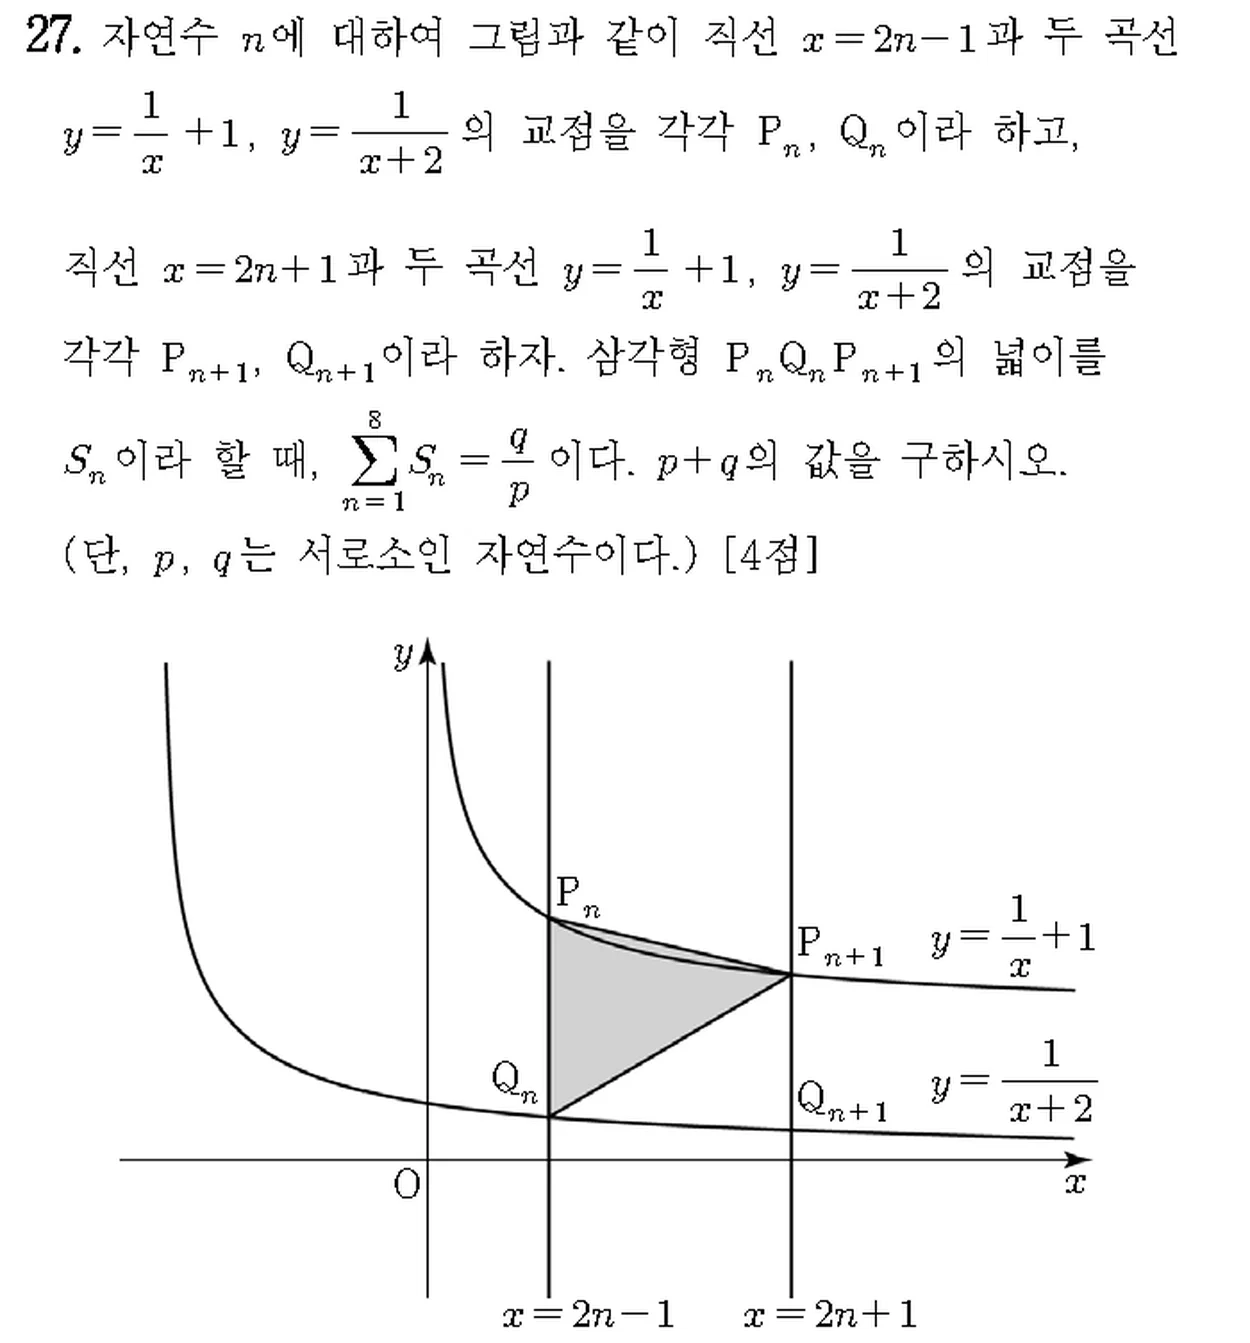 27. 자연수 n에 대하여 그림과 같이 직선 x=2n−1과 두 곡선
y=1/x +1, y=1/(x+2) 의 교점을 각각 Pₙ, Qₙ이라 하고,
직선 x=2n+1과 두 곡선 y=1/x +1, y=1/(x+2) 의 교점을
각각 Pₙ₊₁, Qₙ₊₁이라 하자. 삼각형 PₙQₙPₙ₊₁의 넓이를
Sₙ이라 할 때, ∑_{n=1}^{8} Sₙ = q/p 이다. p+q의 값을 구하시오.
(단, p, q는 서로소인 자연수이다.) [4점]
y
Pₙ
Pₙ₊₁
y=1/x+1
Qₙ
Qₙ₊₁
y=1/(x+2)
O
x
x=2n−1
x=2n+1